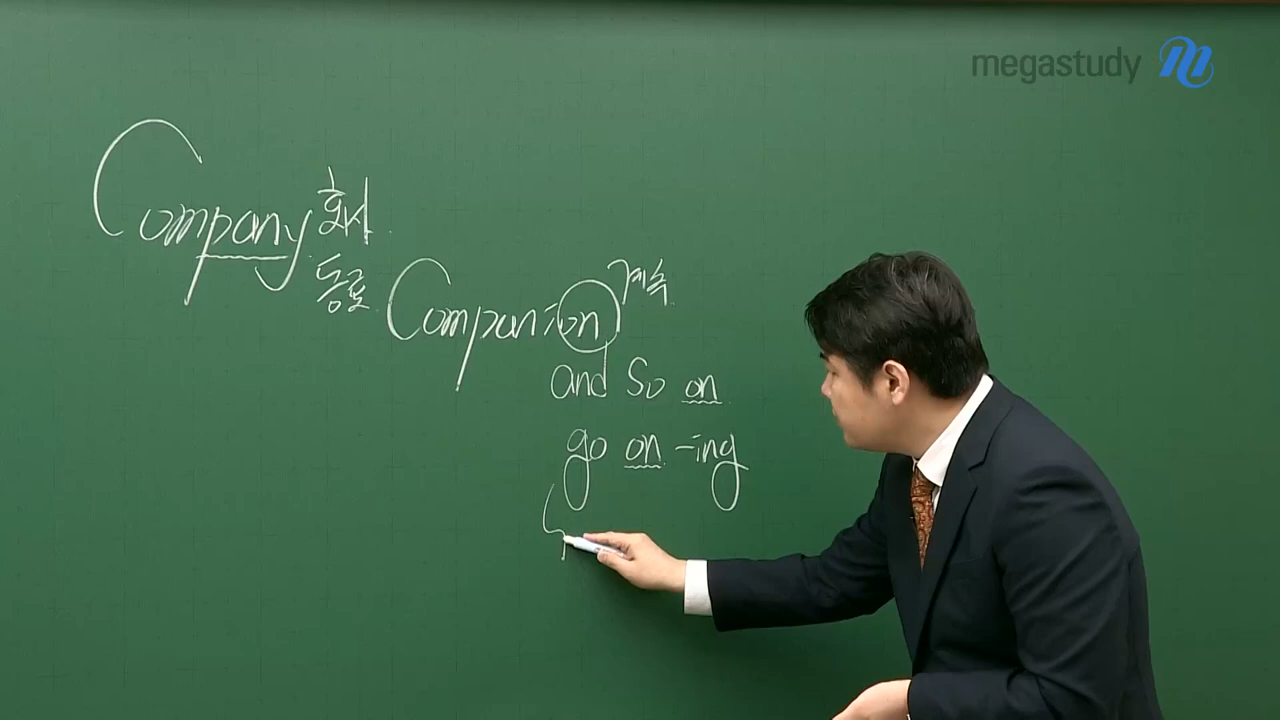 megastudy
Company 회사
동료
Companion 계속
and So on
go on -ing